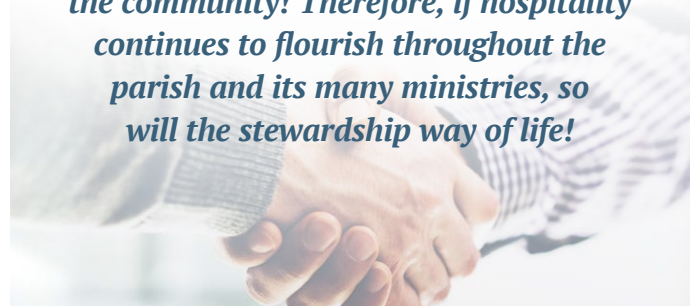 the community! Therefore, if hospitality
continues to flourish throughout the
parish and its many ministries, so
will the stewardship way of life!